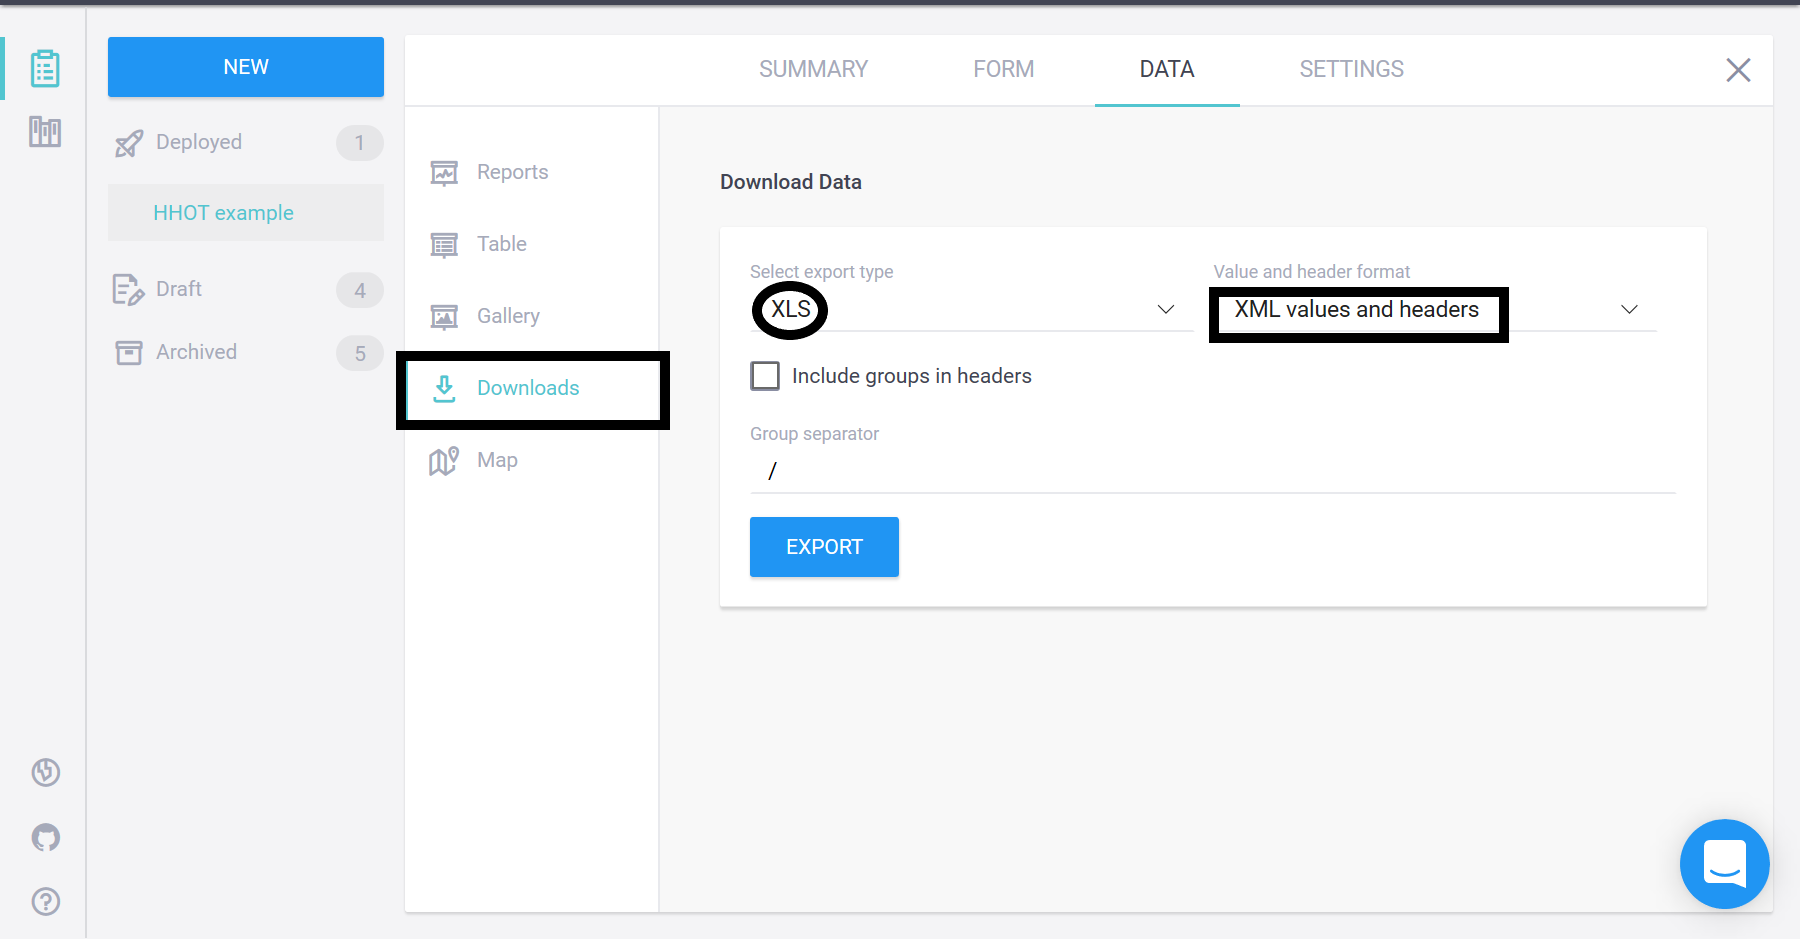 NEW
Deployed 1
HHOT example
Draft 4
Archived 5
SUMMARY FORM DATA SETTINGS
Reports
Table
Gallery
Downloads
Map
Download Data
Select export type
XLS
Value and header format
XML values and headers
Include groups in headers
Group separator
/
EXPORT